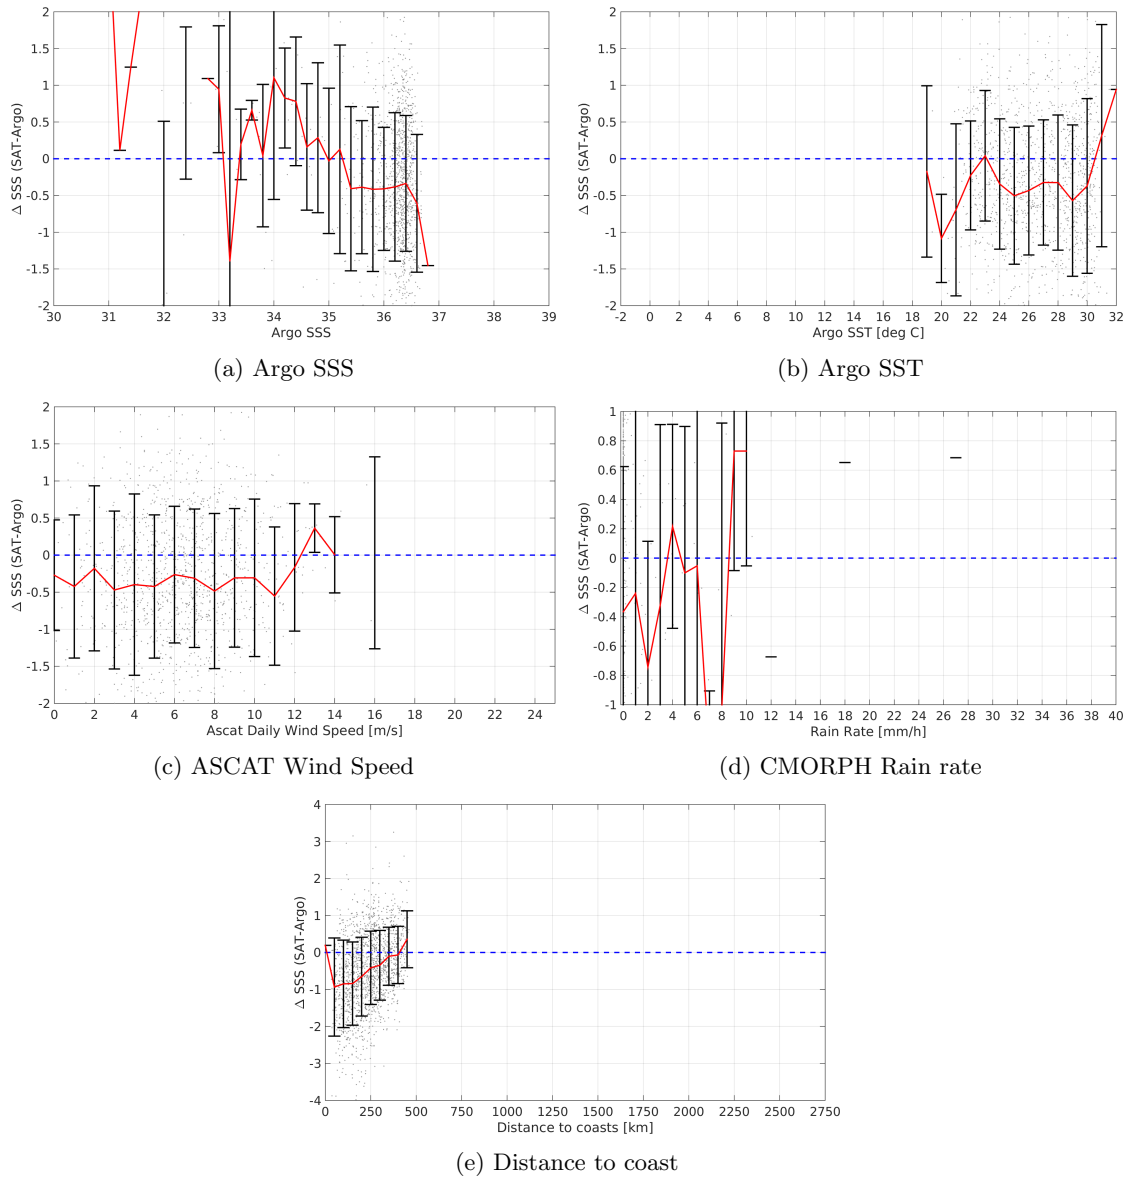 2
1.5
1
0.5
0
-0.5
-1
-1.5
-2
Δ SSS (SAT-Argo)
30 31 32 33 34 35 36 37 38 39
Argo SSS
(a) Argo SSS
2
1.5
1
0.5
0
-0.5
-1
-1.5
-2
Δ SSS (SAT-Argo)
-2 0 2 4 6 8 10 12 14 16 18 20 22 24 26 28 30 32
Argo SST [deg C]
(b) Argo SST
2
1.5
1
0.5
0
-0.5
-1
-1.5
-2
Δ SSS (SAT-Argo)
0 2 4 6 8 10 12 14 16 18 20 22 24
Ascat Daily Wind Speed [m/s]
(c) ASCAT Wind Speed
1
0.8
0.6
0.4
0.2
0
-0.2
-0.4
-0.6
-0.8
-1
Δ SSS (SAT-Argo)
0 2 4 6 8 10 12 14 16 18 20 22 24 26 28 30 32 34 36 38 40
Rain Rate [mm/h]
(d) CMORPH Rain rate
4
3
2
1
0
-1
-2
-3
-4
Δ SSS (SAT-Argo)
0 250 500 750 1000 1250 1500 1750 2000 2250 2500 2750
Distance to coasts [km]
(e) Distance to coast